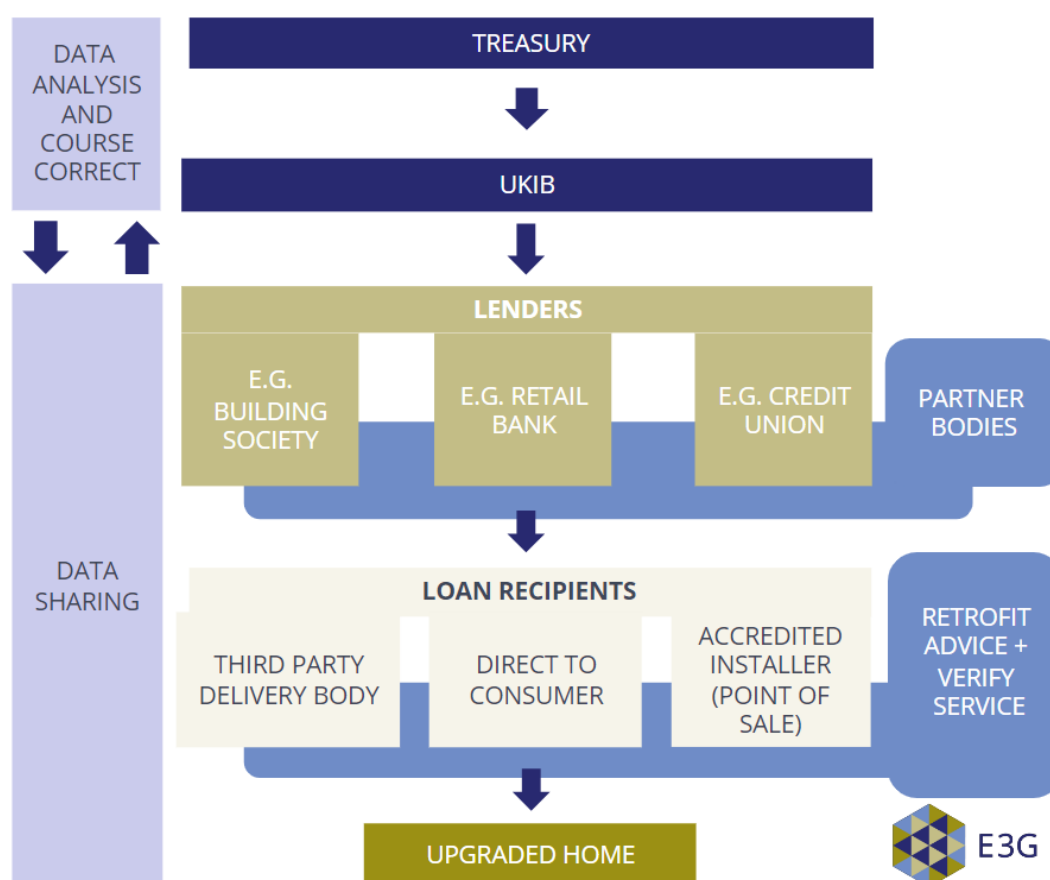 DATA
ANALYSIS
AND
COURSE
CORRECT
TREASURY
UKIB
LENDERS
E.G.
BUILDING
SOCIETY
E.G. RETAIL
BANK
E.G. CREDIT
UNION
PARTNER
BODIES
DATA
SHARING
LOAN RECIPIENTS
THIRD PARTY
DELIVERY BODY
DIRECT TO
CONSUMER
ACCREDITED
INSTALLER
(POINT OF
SALE)
RETROFIT
ADVICE +
VERIFY
SERVICE
UPGRADED HOME
E3G